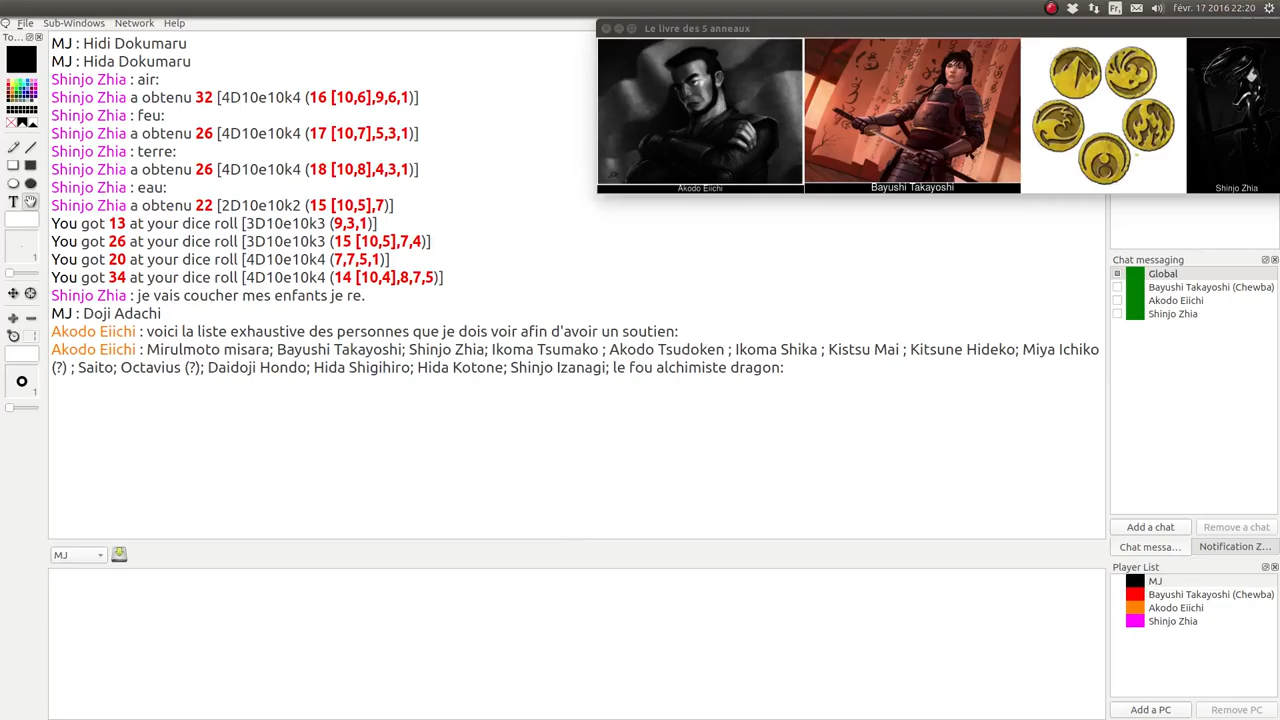 File Sub-Windows Network Help
Fr
févr. 17 2016 22:20
To...
Le livre des 5 anneaux
Akodo Eiichi
Bayushi Takayoshi
Shinjo Zhia
MJ : Hidi Dokumaru
MJ : Hida Dokumaru
Shinjo Zhia : air:
Shinjo Zhia a obtenu 32 [4D10e10k4 (16 [10,6],9,6,1)]
Shinjo Zhia : feu:
Shinjo Zhia a obtenu 26 [4D10e10k4 (17 [10,7],5,3,1)]
Shinjo Zhia : terre:
Shinjo Zhia a obtenu 26 [4D10e10k4 (18 [10,8],4,3,1)]
Shinjo Zhia : eau:
Shinjo Zhia a obtenu 22 [2D10e10k2 (15 [10,5],7)]
You got 13 at your dice roll [3D10e10k3 (9,3,1)]
You got 26 at your dice roll [3D10e10k3 (15 [10,5],7,4)]
You got 20 at your dice roll [4D10e10k4 (7,7,5,1)]
You got 34 at your dice roll [4D10e10k4 (14 [10,4],8,7,5)]
Shinjo Zhia : je vais coucher mes enfants je re.
MJ : Doji Adachi
Akodo Eiichi : voici la liste exhaustive des personnes que je dois voir afin d'avoir un soutien:
Akodo Eiichi : Mirulmoto misara; Bayushi Takayoshi; Shinjo Zhia; Ikoma Tsumako ; Akodo Tsudoken ; Ikoma Shika ; Kistsu Mai ; Kitsune Hideko; Miya Ichiko
(?) ; Saito; Octavius (?); Daidoji Hondo; Hida Shigihiro; Hida Kotone; Shinjo Izanagi; le fou alchimiste dragon:
T
1
1
1
MJ
Chat messaging
Global
Bayushi Takayoshi (Chewba)
Akodo Eiichi
Shinjo Zhia
Add a chat
Remove a chat
Chat messa...
Notification Z...
Player List
MJ
Bayushi Takayoshi (Chewba)
Akodo Eiichi
Shinjo Zhia
Add a PC
Remove PC